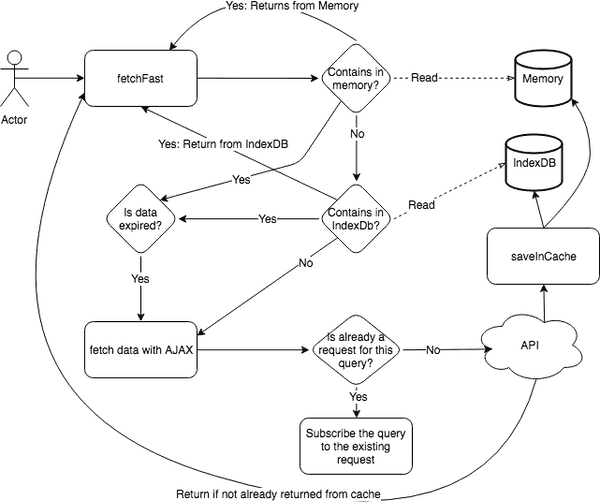 Yes: Returns from Memory
fetchFast
Contains in
memory?
Read
Memory
Actor
No
Yes: Return from IndexDB
IndexDB
Yes
Is data
expired?
Yes
Contains in
IndexDb?
Read
No
saveInCache
Yes
fetch data with AJAX
Is already a
request for this
query?
No
API
Yes
Subscribe the query
to the existing
request
Return if not already returned from cache